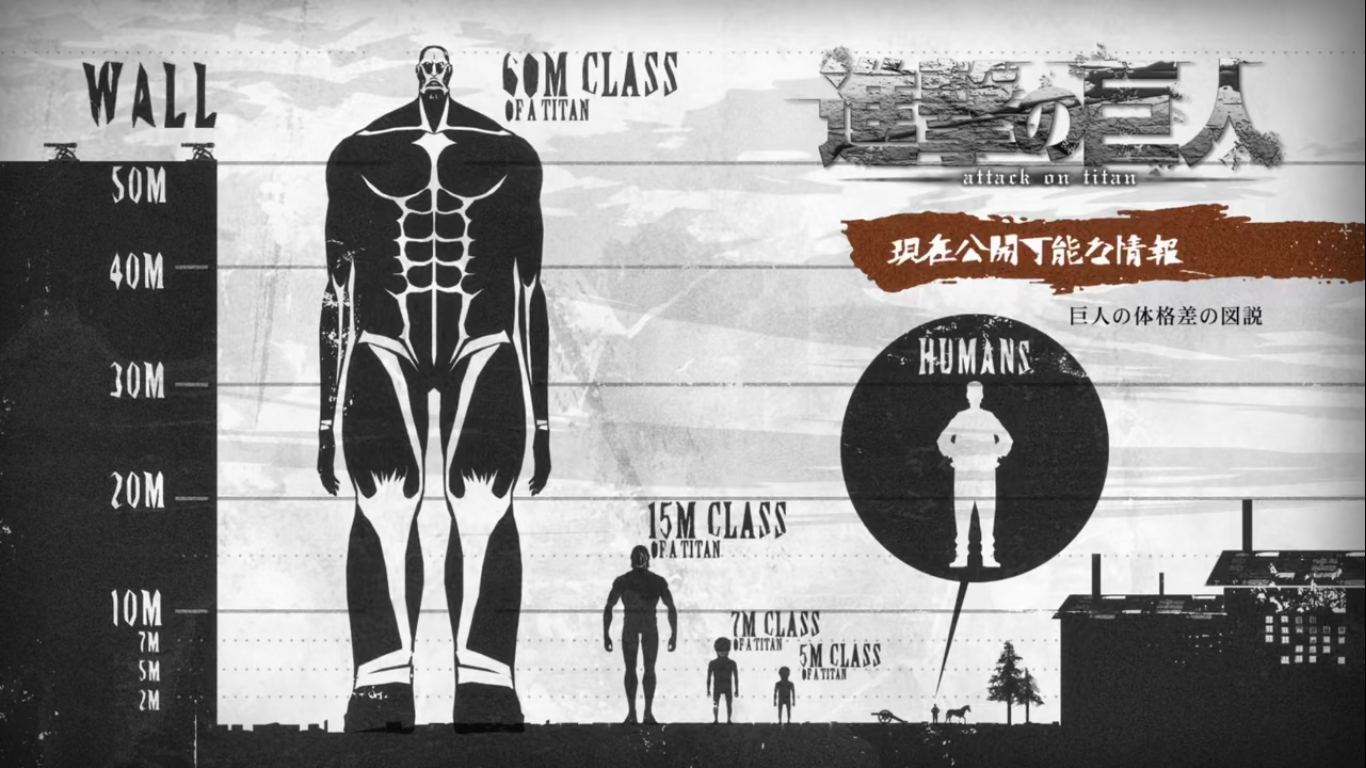 WALL
60M CLASS
OF A TITAN
進撃の巨人
attack on titan
50M
現在公開可能な情報
40M
巨人の体格差の図説
HUMANS
30M
20M
15M CLASS
OF A TITAN
10M
7M
5M
2M
7M CLASS
OF A TITAN
5M CLASS
OF A TITAN